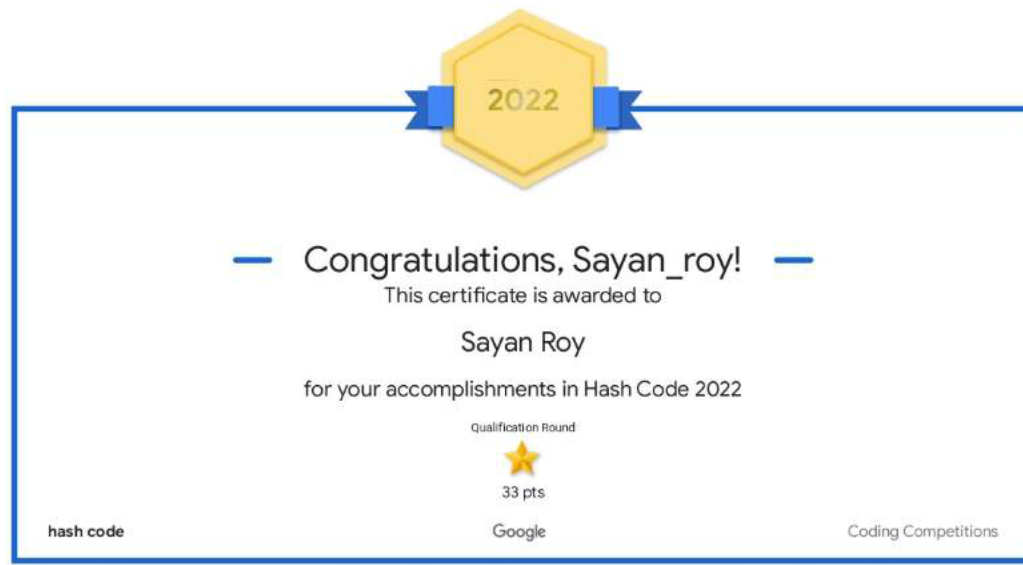 2022
Congratulations, Sayan_roy!
This certificate is awarded to
Sayan Roy
for your accomplishments in Hash Code 2022
Qualification Round
33 pts
hash code
Google
Coding Competitions